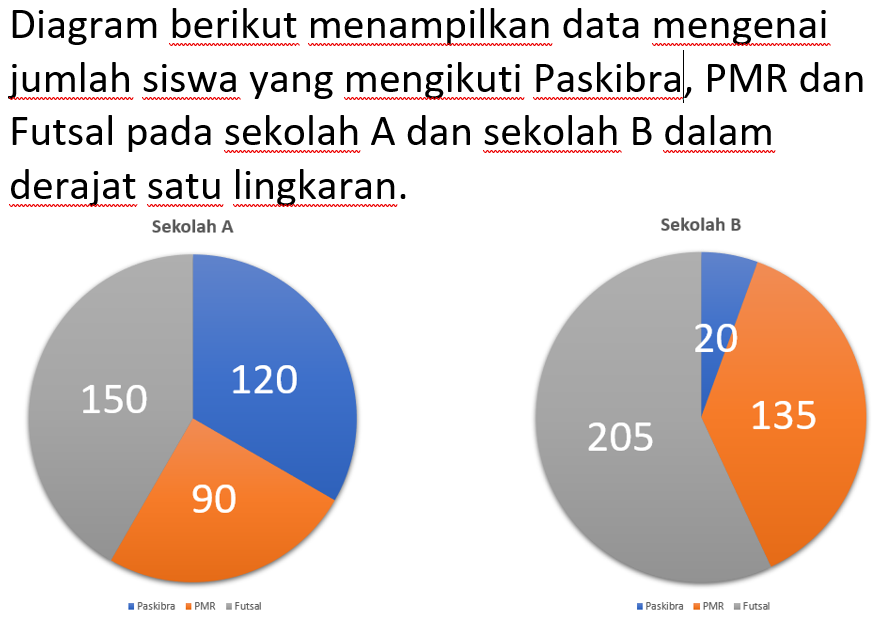 Diagram berikut menampilkan data mengenai
jumlah siswa yang mengikuti Paskibra, PMR dan
Futsal pada sekolah A dan sekolah B dalam
derajat satu lingkaran.
Sekolah A
150
120
90
Paskibra PMR Futsal
Sekolah B
20
205
135
Paskibra PMR Futsal